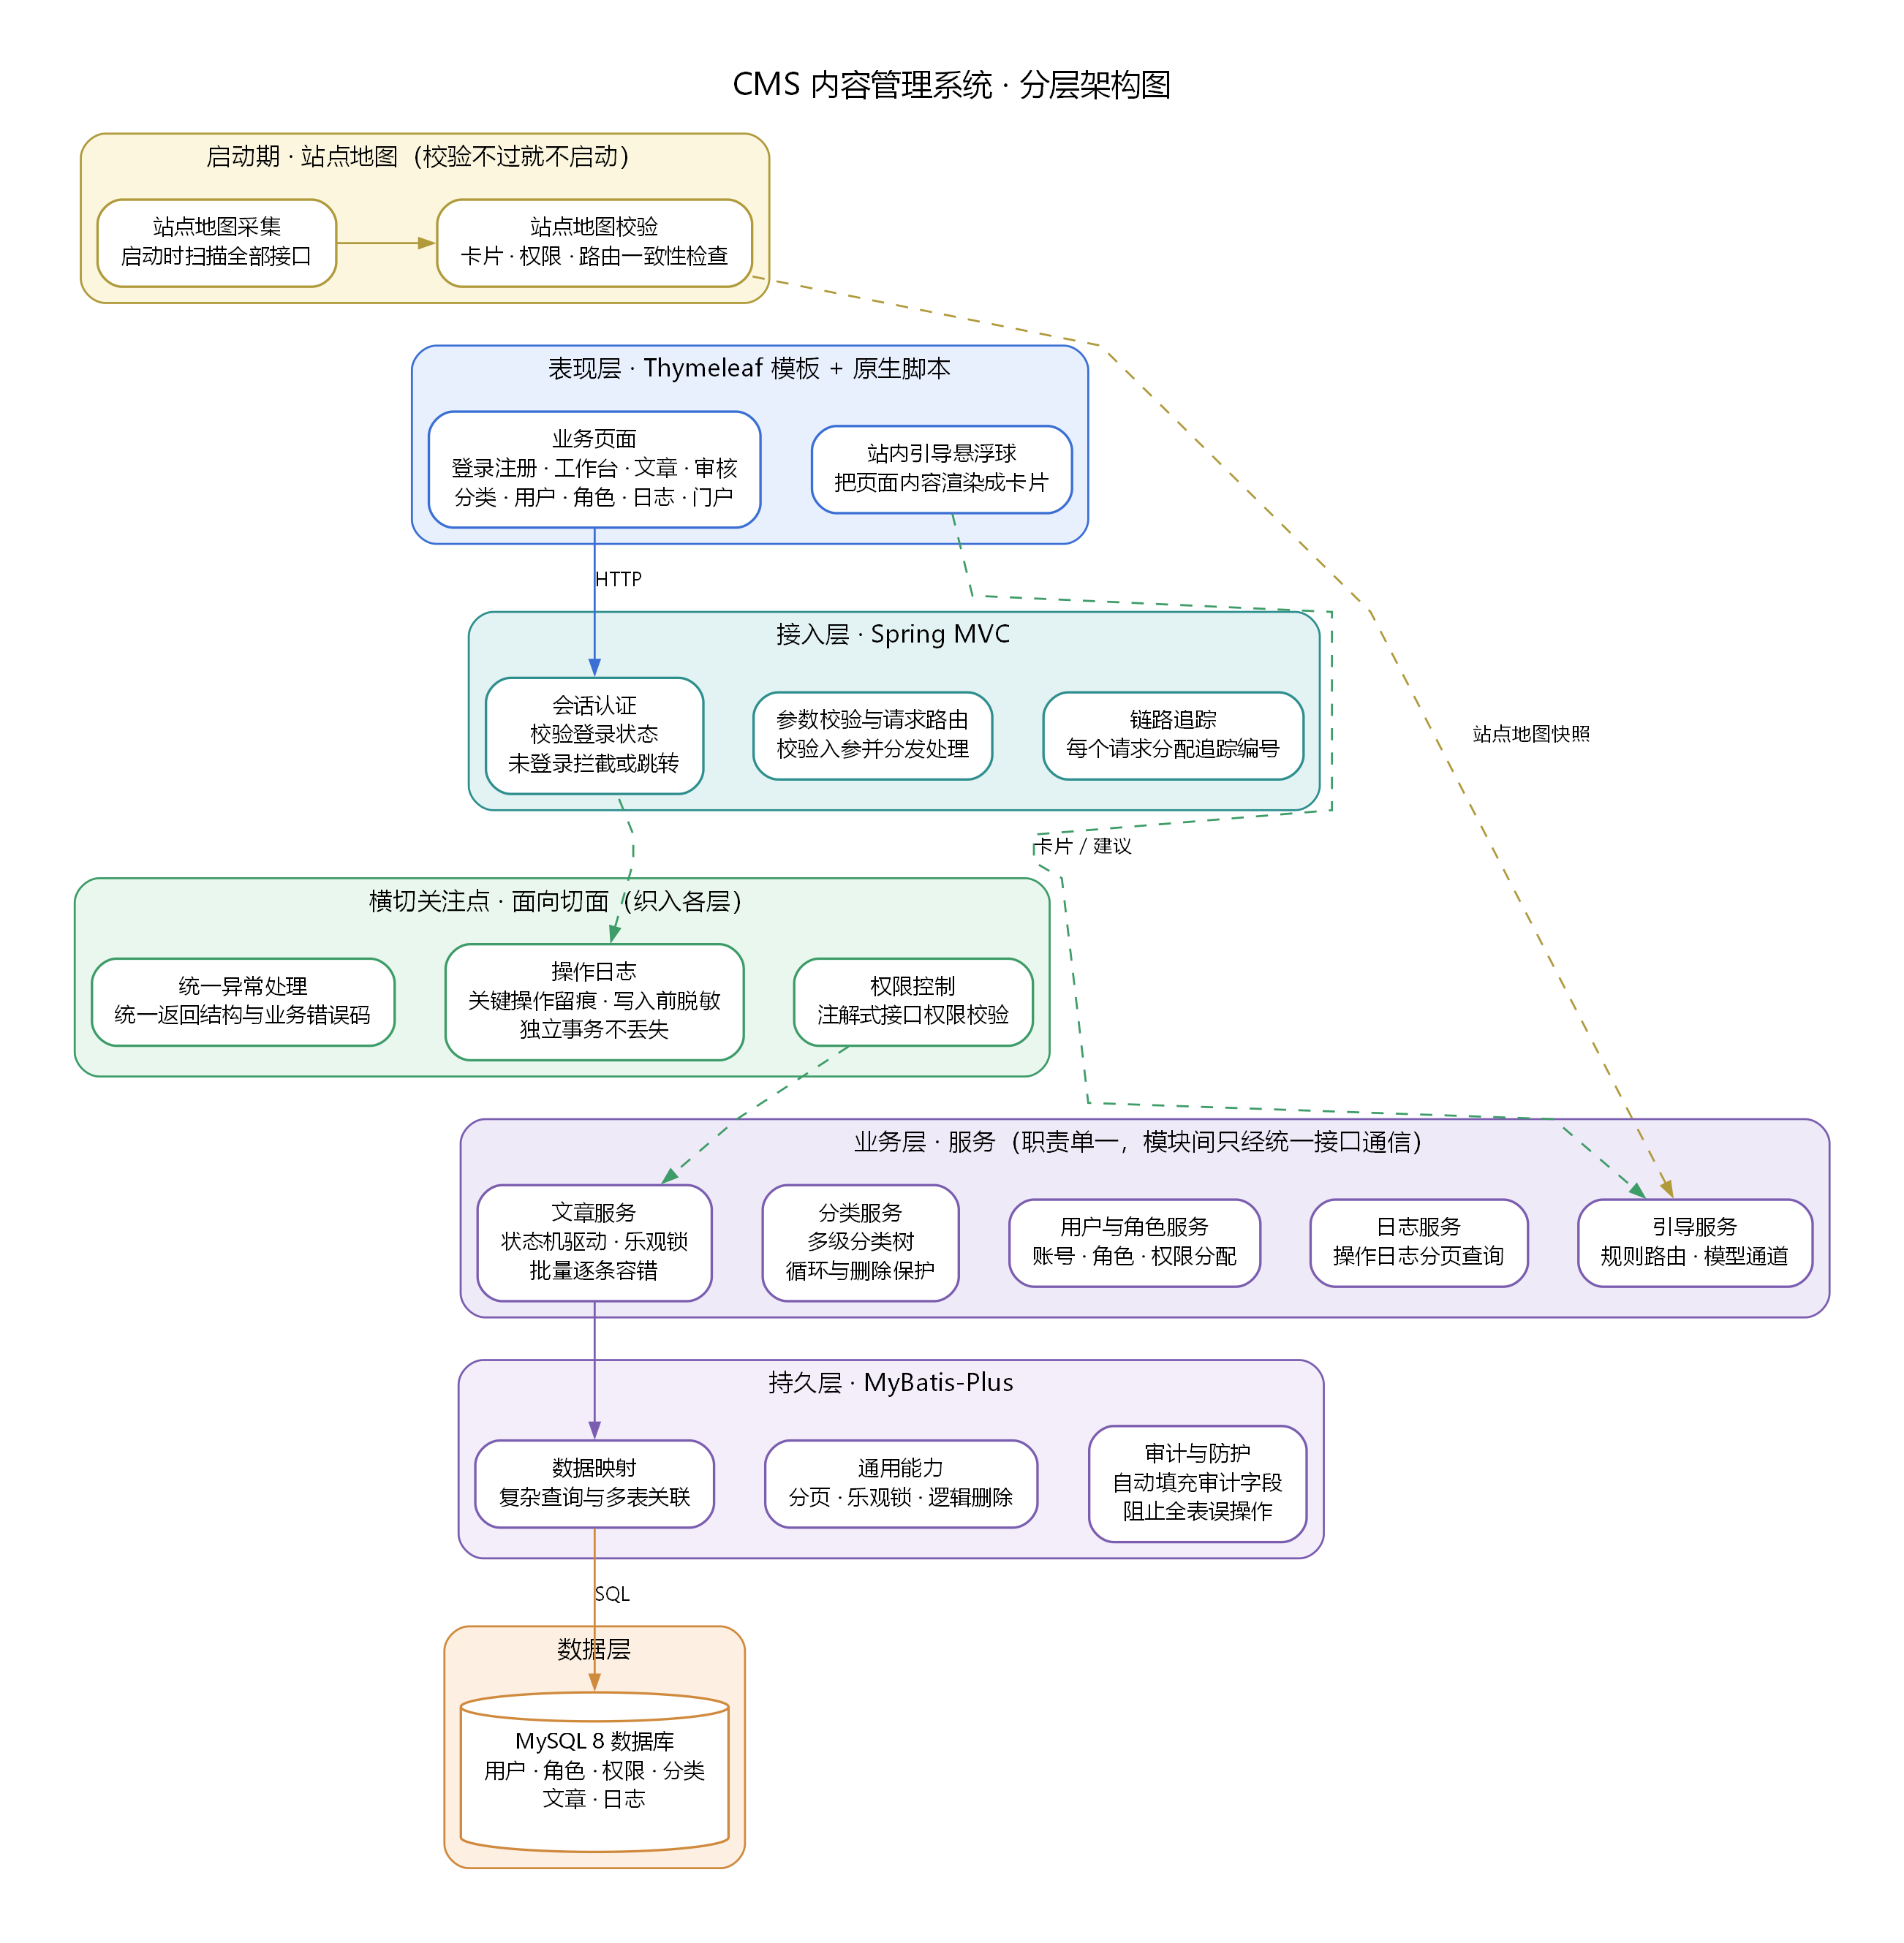 CMS 内容管理系统 · 分层架构图
启动期 · 站点地图（校验不过就不启动）
站点地图采集
启动时扫描全部接口
站点地图校验
卡片 · 权限 · 路由一致性检查
表现层 · Thymeleaf 模板 + 原生脚本
业务页面
登录注册 · 工作台 · 文章 · 审核
分类 · 用户 · 角色 · 日志 · 门户
站内引导悬浮球
把页面内容渲染成卡片
HTTP
接入层 · Spring MVC
会话认证
校验登录状态
未登录拦截或跳转
参数校验与请求路由
校验入参并分发处理
链路追踪
每个请求分配追踪编号
站点地图快照
卡片 / 建议
横切关注点 · 面向切面（织入各层）
统一异常处理
统一返回结构与业务错误码
操作日志
关键操作留痕 · 写入前脱敏
独立事务不丢失
权限控制
注解式接口权限校验
业务层 · 服务（职责单一，模块间只经统一接口通信）
文章服务
状态机驱动 · 乐观锁
批量逐条容错
分类服务
多级分类树
循环与删除保护
用户与角色服务
账号 · 角色 · 权限分配
日志服务
操作日志分页查询
引导服务
规则路由 · 模型通道
持久层 · MyBatis-Plus
数据映射
复杂查询与多表关联
通用能力
分页 · 乐观锁 · 逻辑删除
审计与防护
自动填充审计字段
阻止全表误操作
SQL
数据层
MySQL 8 数据库
用户 · 角色 · 权限 · 分类
文章 · 日志